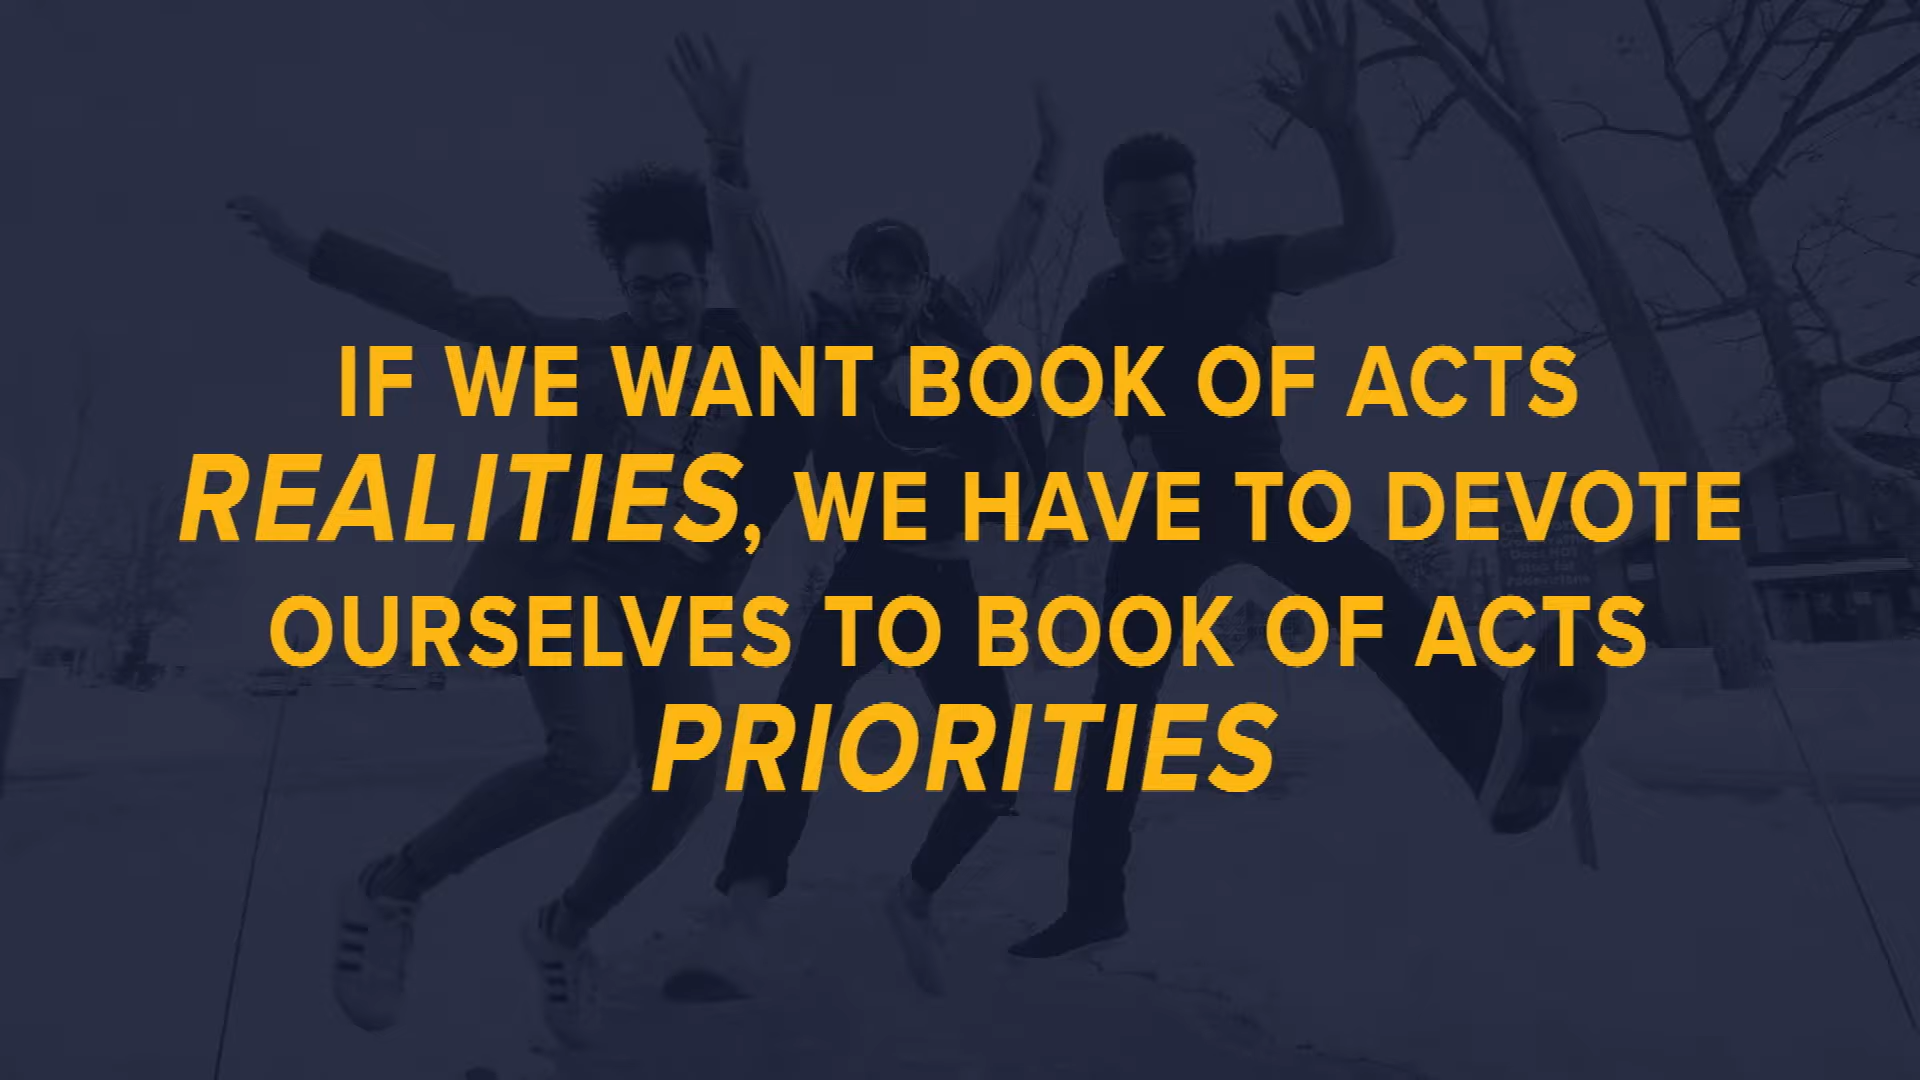 IF WE WANT BOOK OF ACTS
REALITIES, WE HAVE TO DEVOTE
OURSELVES TO BOOK OF ACTS
PRIORITIES